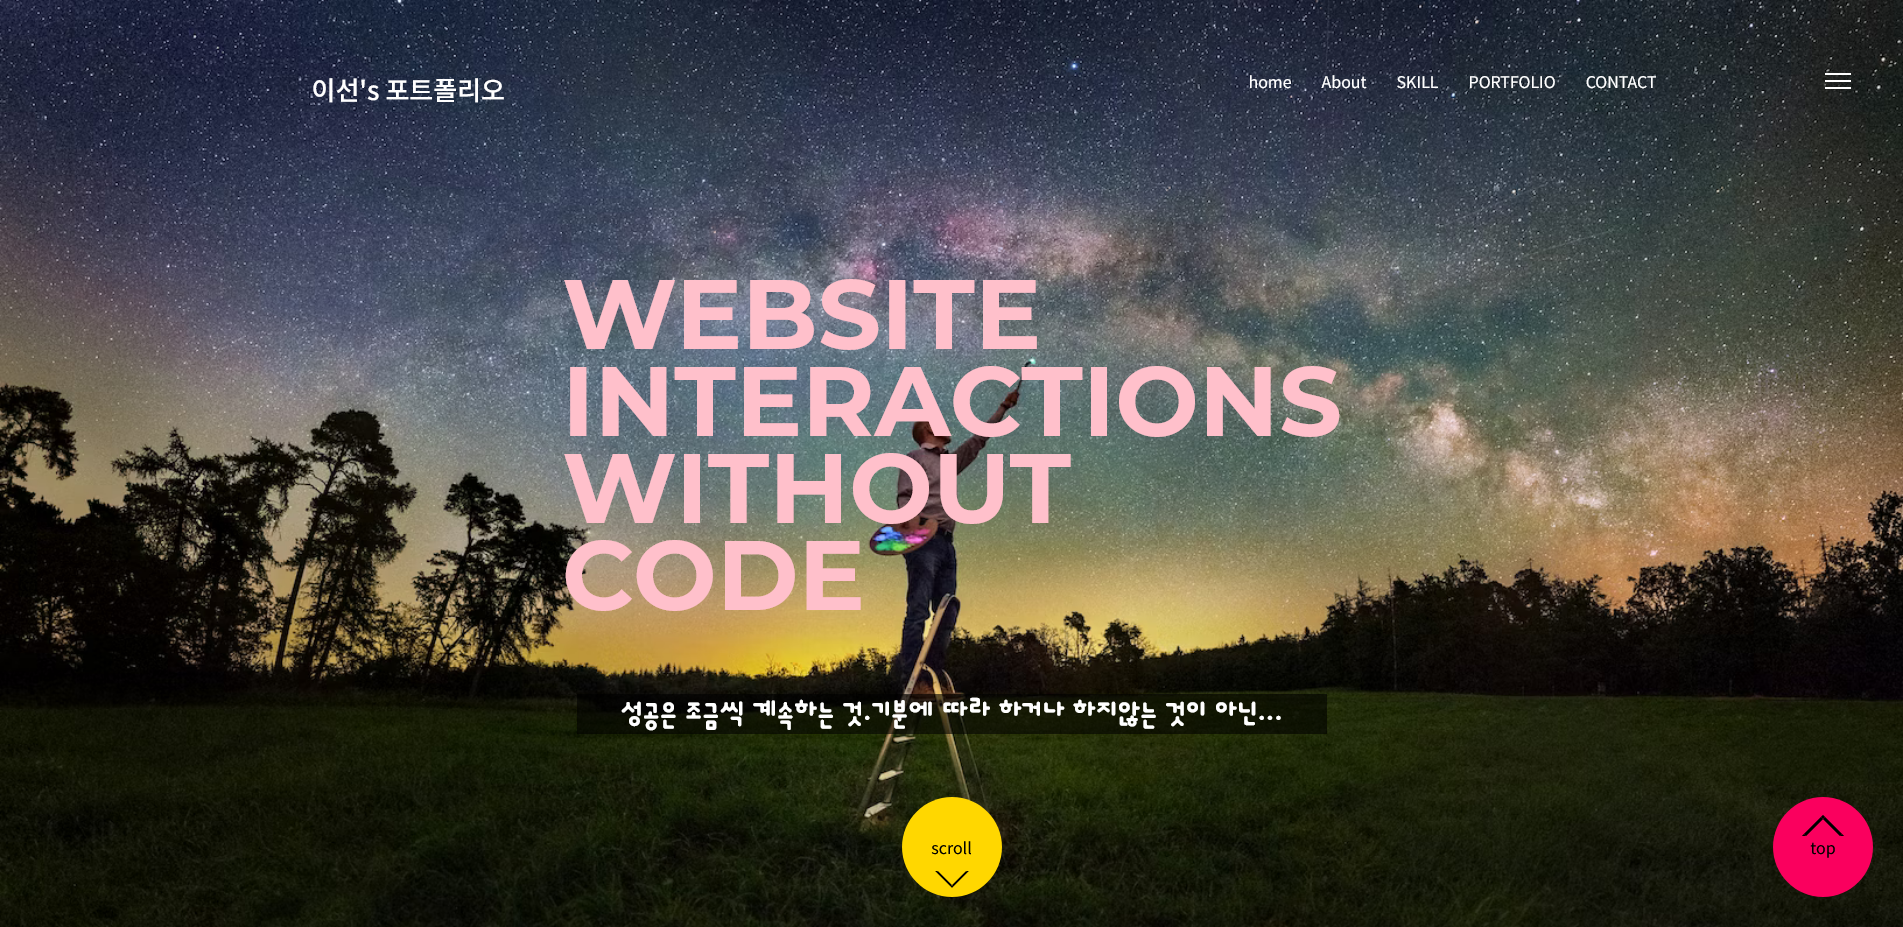 이선's 포트폴리오
home About SKILL PORTFOLIO CONTACT
WEBSITE
INTERACTIONS
WITHOUT
CODE
성공은 조금씩 계속하는 것.기분에 따라 하거나 하지않는 것이 아닌...
scroll
top